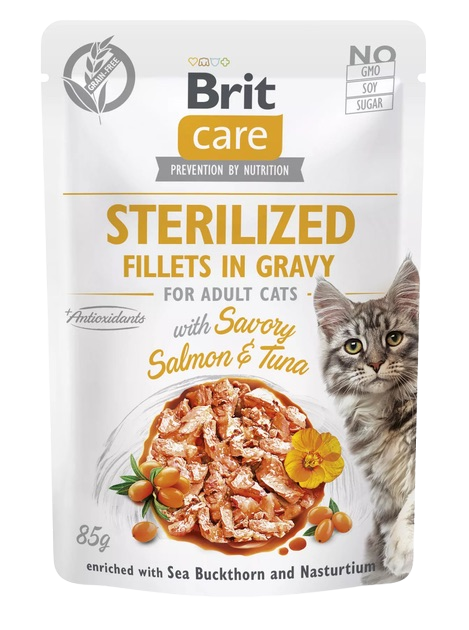 GRAIN-FREE
Brit
care
PREVENTION BY NUTRITION
NO
GMO
SOY
SUGAR
STERILIZED
FILLETS IN GRAVY
FOR ADULT CATS
+Antioxidants
with Savory
Salmon & Tuna
85g
enriched with Sea Buckthorn and Nasturtium